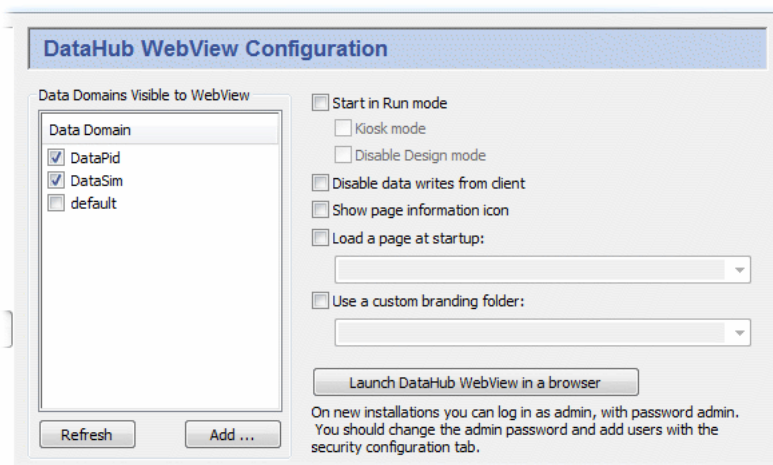 DataHub WebView Configuration
Data Domains Visible to WebView
Data Domain
DataPid
DataSim
default
Refresh
Add ...
Start in Run mode
Kiosk mode
Disable Design mode
Disable data writes from client
Show page information icon
Load a page at startup:
Use a custom branding folder:
Launch DataHub WebView in a browser
On new installations you can log in as admin, with password admin.
You should change the admin password and add users with the
security configuration tab.